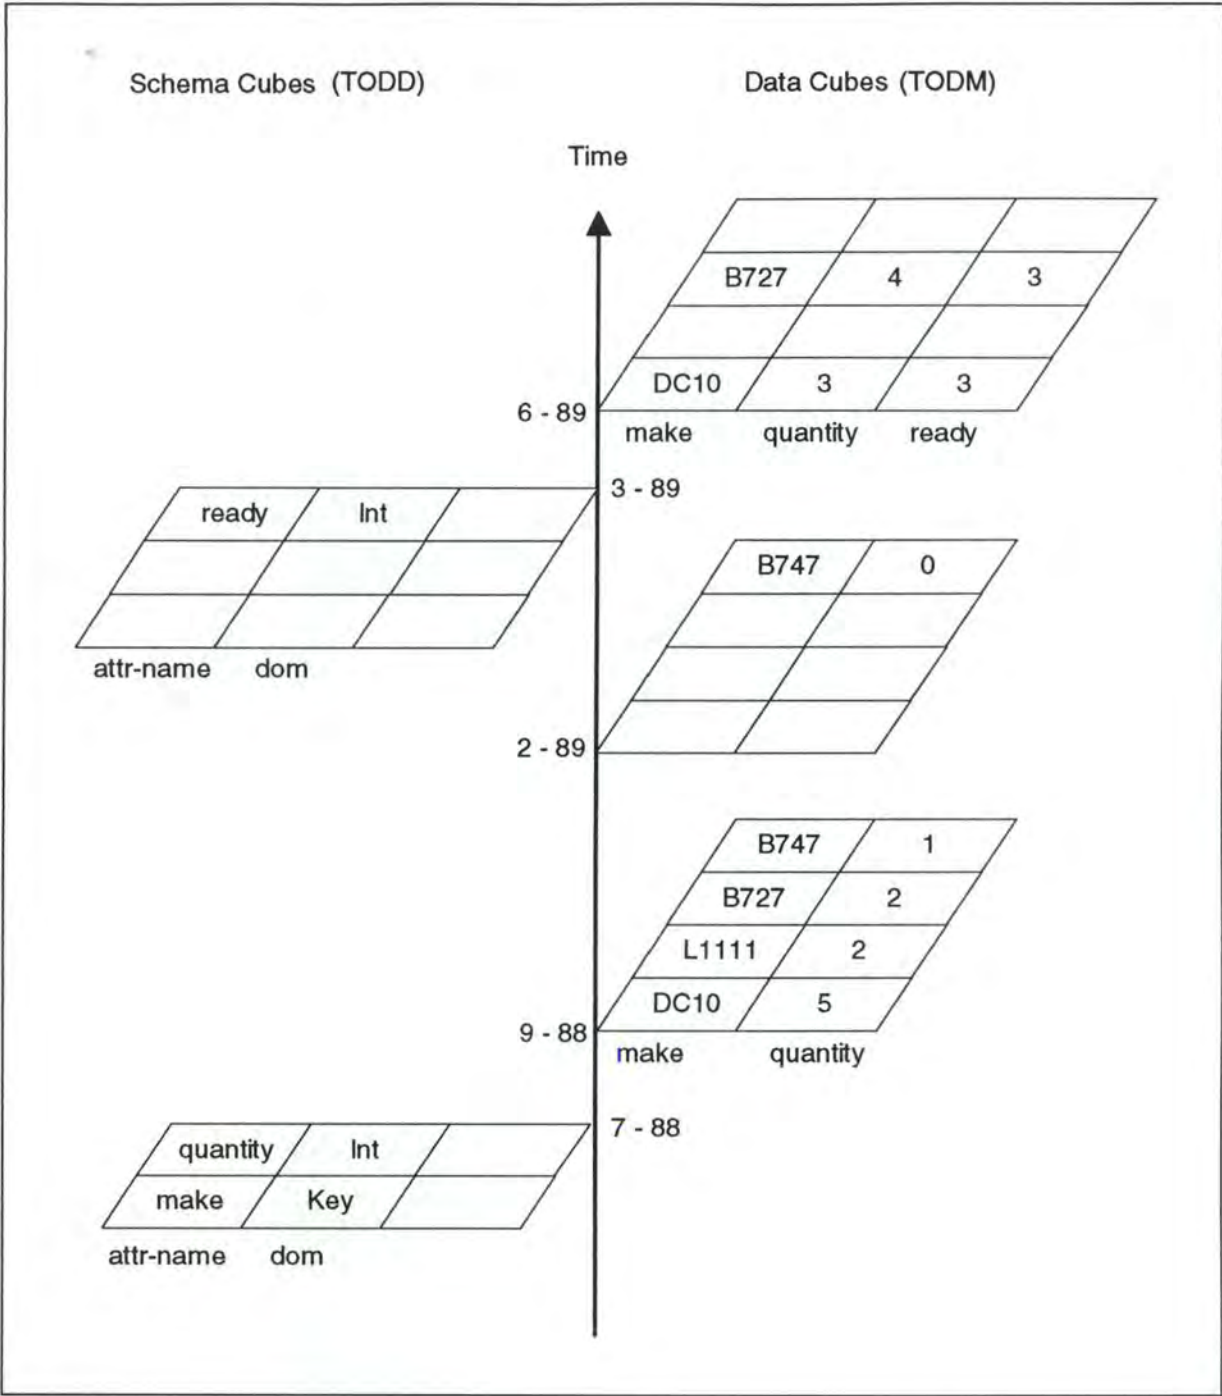 Schema Cubes (TODD)
Data Cubes (TODM)
Time
B727 4 3
DC10 3 3
6 - 89
make quantity ready
3 - 89
ready Int
B747 0
attr-name dom
2 - 89
B747 1
B727 2
L1111 2
DC10 5
9 - 88
make quantity
7 - 88
quantity Int
make Key
attr-name dom